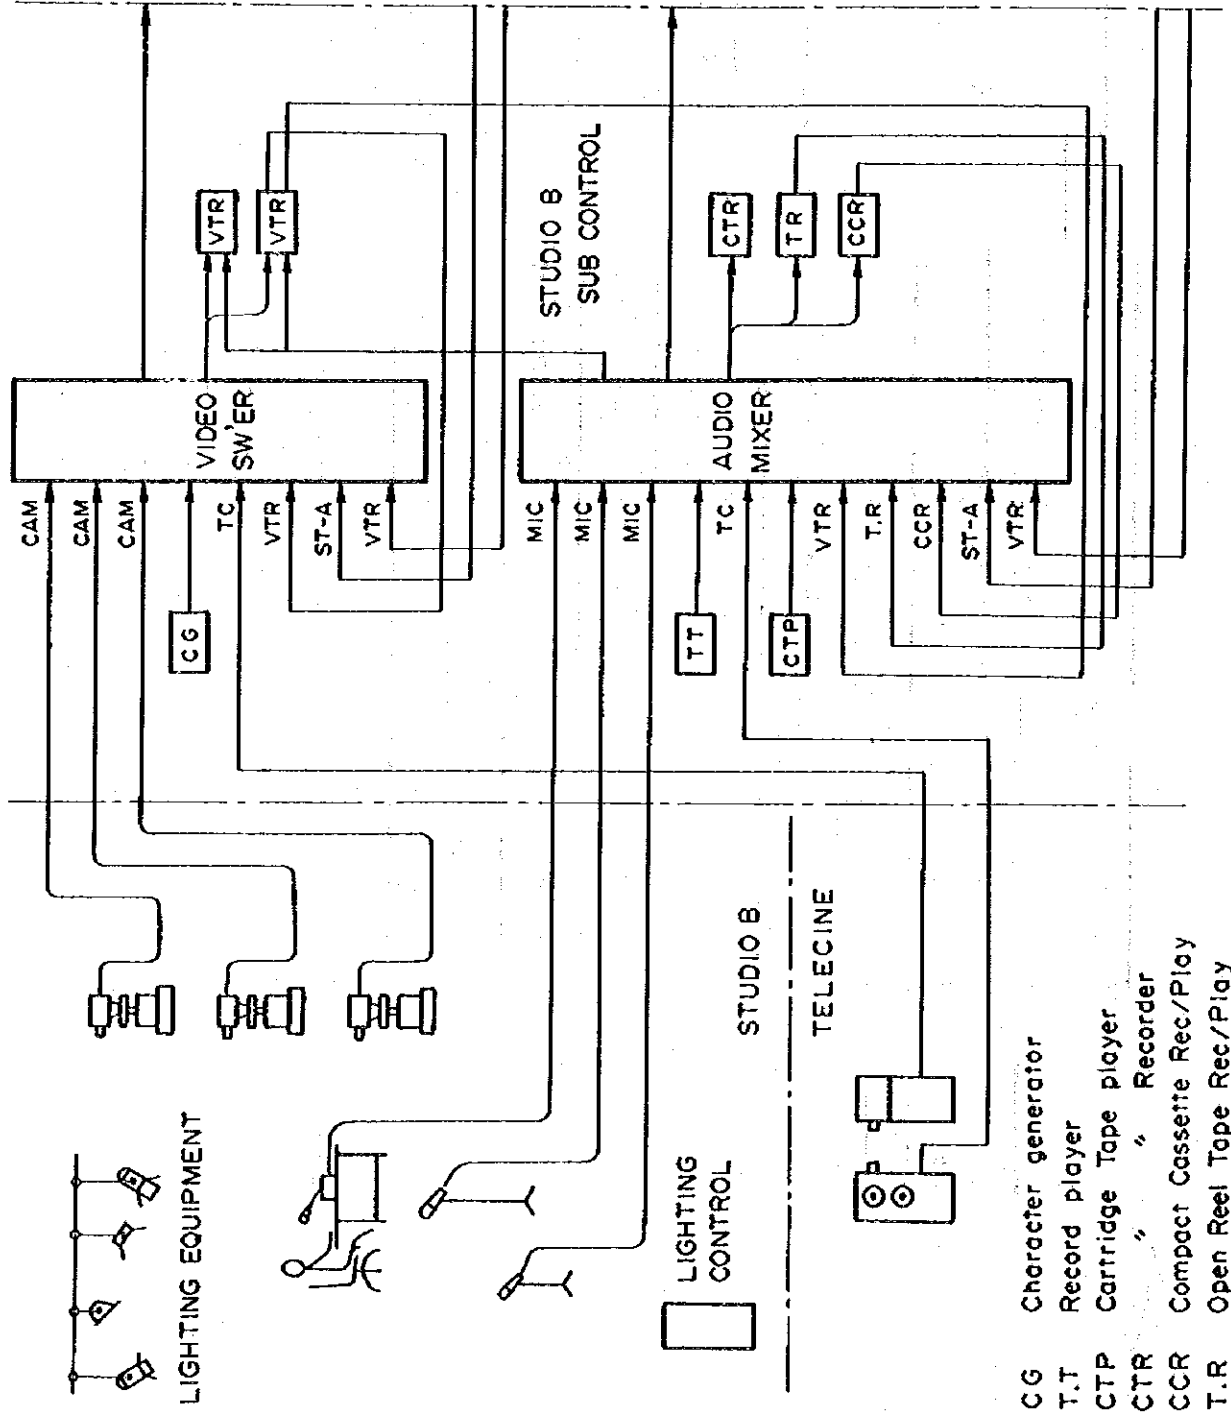 LIGHTING EQUIPMENT
LIGHTING
CONTROL
STUDIO B
TELECINE
CAM
CAM
CAM
CG
TC
VTR
ST-A
VTR
VIDEO
SW'ER
VTR
VTR
STUDIO B
SUB CONTROL
MIC
MIC
MIC
TT
TC
CTP
VTR
T.R
CCR
ST-A
VTR
AUDIO
MIXER
CTR
TR
CCR
CG Character generator
T.T Record player
CTP Cartridge Tape player
CTR " " Recorder
CCR Compact Cassette Rec/Play
T.R Open Reel Tape Rec/Play